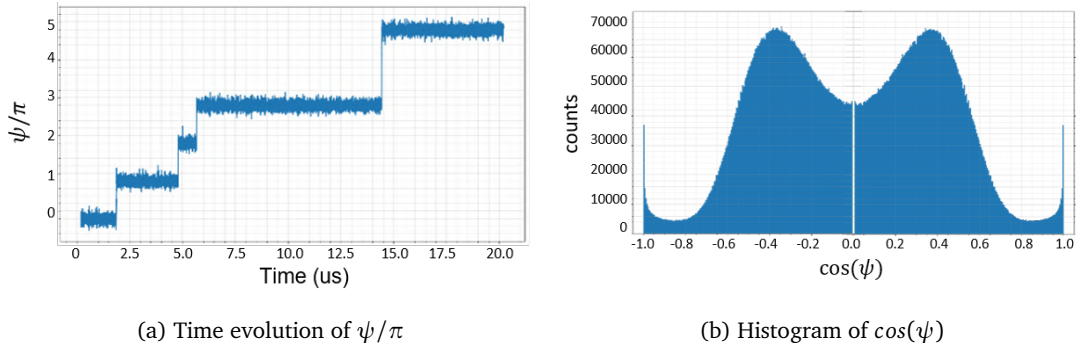 5
4
3
2
1
0
ψ/π
0 2.5 5.0 7.5 10.0 12.5 15.0 17.5 20.0
Time (us)
(a) Time evolution of ψ/π
70000
60000
50000
40000
30000
20000
10000
0
counts
-1.0 -0.8 -0.6 -0.4 -0.2 0.0 0.2 0.4 0.6 0.8 1.0
cos(ψ)
(b) Histogram of cos(ψ)